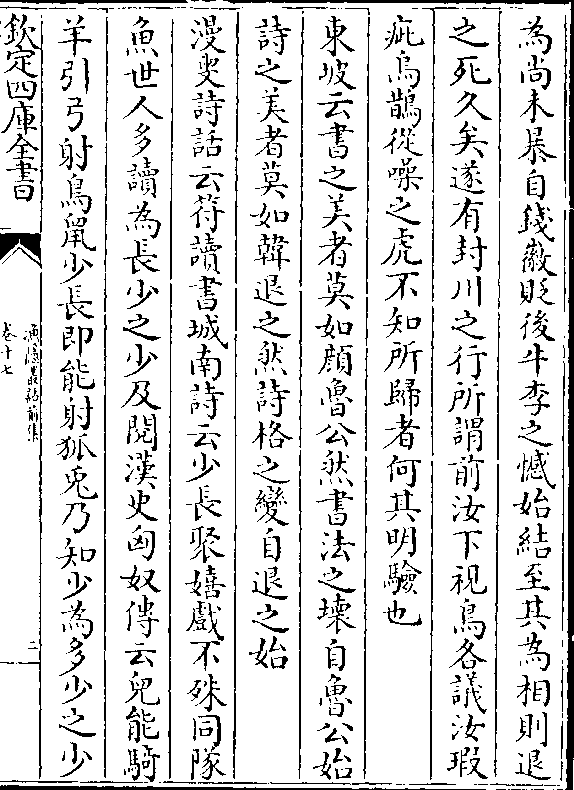 為尚未暴自錢徽貶後牛李之憾始結至其為相則退
之死久矣遂有封川之行所謂前汝下視鳥各議汝瑕
疵烏鵲從噪之虎不知所歸者何其明驗也
東坡云書之美者莫如顔魯公然書法之壞自魯公始
詩之美者莫如韓退之然詩格之變自退之始
漫叟詩話云符讀書城南詩云少長聚嬉戲不殊同隊
魚世人多讀為長少之少及閱漢史匈奴傳云兒能騎
羊引弓射鳥鼠少長即能射狐兎乃知少為多少之少
欽定四庫全書
漁隱叢話前集
卷十七
三